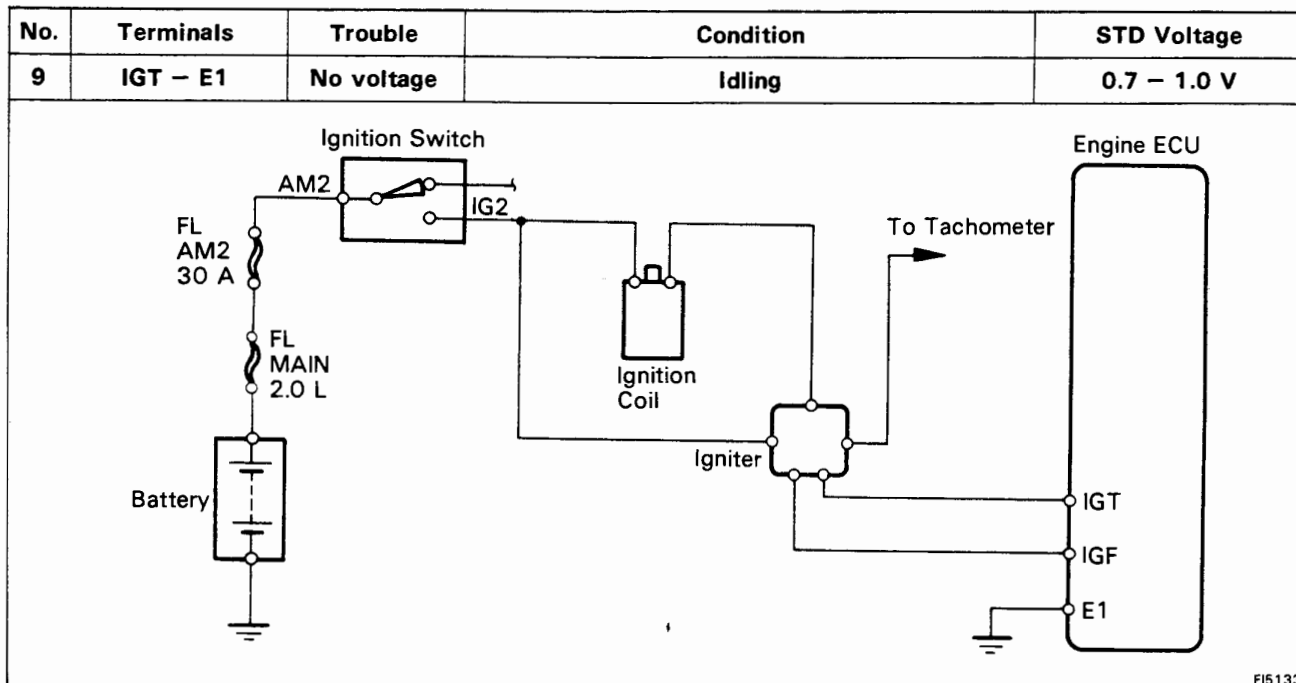 No. Terminals Trouble Condition STD Voltage
9 IGT − E1 No voltage Idling 0.7 − 1.0 V
Ignition Switch
Engine ECU
AM2
IG2
FL
AM2
30 A
To Tachometer
FL
MAIN
2.0 L
Ignition
Coil
Igniter
Battery
IGT
IGF
E1